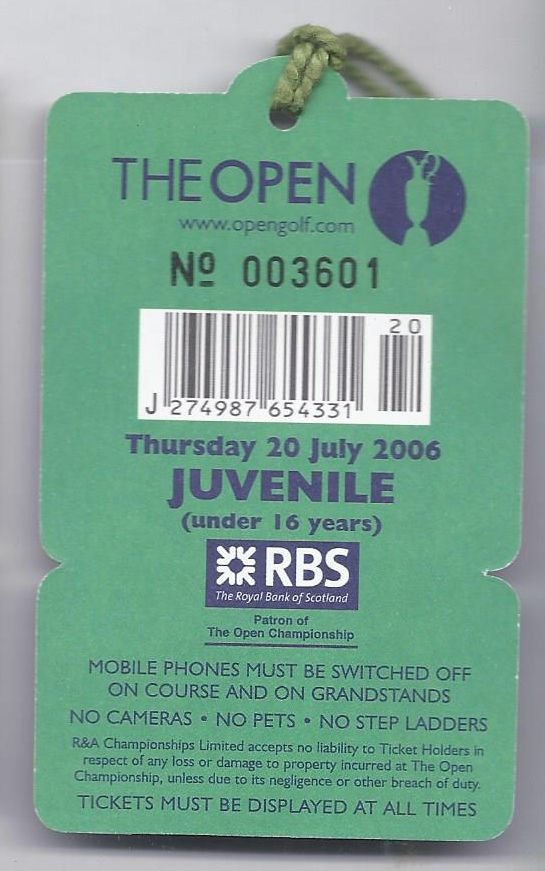 THE OPEN
www.opengolf.com
Nº 003601
20
J 274987 654331
Thursday 20 July 2006
JUVENILE
(under 16 years)
RBS
The Royal Bank of Scotland
Patron of
The Open Championship
MOBILE PHONES MUST BE SWITCHED OFF
ON COURSE AND ON GRANDSTANDS
NO CAMERAS • NO PETS • NO STEP LADDERS
R&A Championships Limited accepts no liability to Ticket Holders in
respect of any loss or damage to property incurred at The Open
Championship, unless due to its negligence or other breach of duty.
TICKETS MUST BE DISPLAYED AT ALL TIMES